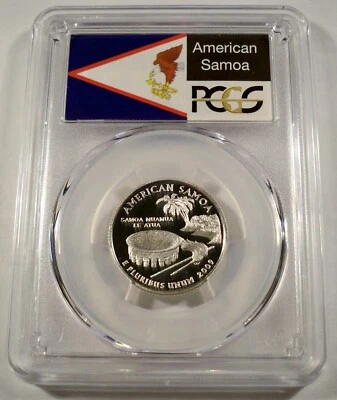 American
Samoa
PCGS
AMERICAN SAMOA
SAMOA MUAMUA
LE ATUA
E PLURIBUS UNUM 2009